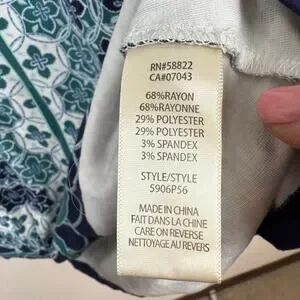 RN#58822
CA#07043
68%RAYON
68%RAYONNE
29% POLYESTER
29% POLYESTER
3% SPANDEX
3% SPANDEX
STYLE/STYLE
5906P56
MADE IN CHINA
FAIT DANS LA CHINE
CARE ON REVERSE
NETTOYAGE AU REVERS